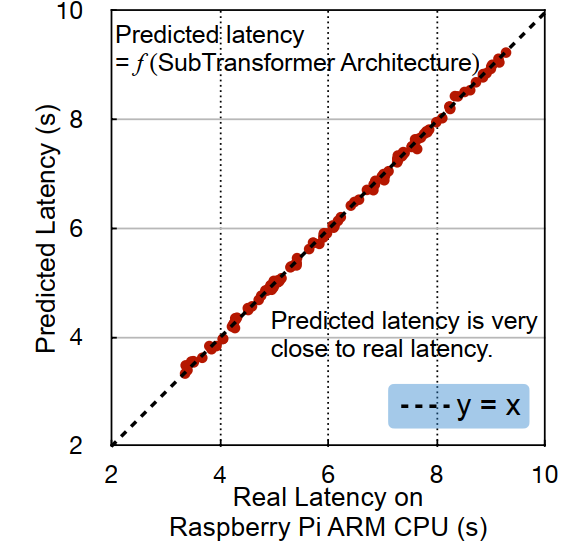 10
Predicted latency
= f (SubTransformer Architecture)
8
Predicted Latency (s)
6
Predicted latency is very
close to real latency.
4
y = x
2
2 4 6 8 10
Real Latency on
Raspberry Pi ARM CPU (s)